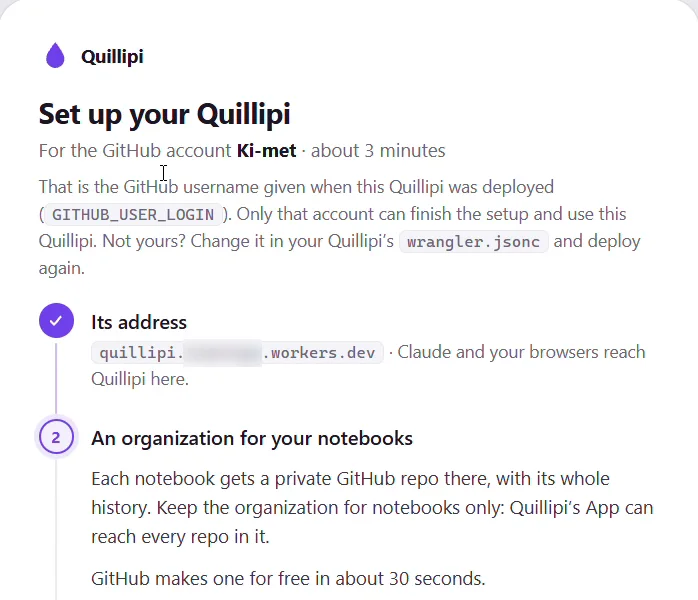 Quillipi
Set up your Quillipi
For the GitHub account Ki-met · about 3 minutes
That is the GitHub username given when this Quillipi was deployed
( GITHUB_USER_LOGIN ). Only that account can finish the setup and use this
Quillipi. Not yours? Change it in your Quillipi’s wrangler.jsonc and deploy
again.
Its address
quillipi. .workers.dev · Claude and your browsers reach
Quillipi here.
2
An organization for your notebooks
Each notebook gets a private GitHub repo there, with its whole
history. Keep the organization for notebooks only: Quillipi’s App can
reach every repo in it.
GitHub makes one for free in about 30 seconds.